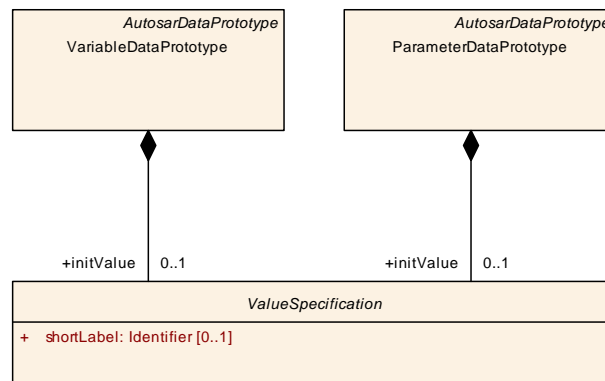 AutosarDataPrototype
VariableDataPrototype
AutosarDataPrototype
ParameterDataPrototype
+initValue 0..1
+initValue 0..1
ValueSpecification
+ shortLabel: Identifier [0..1]